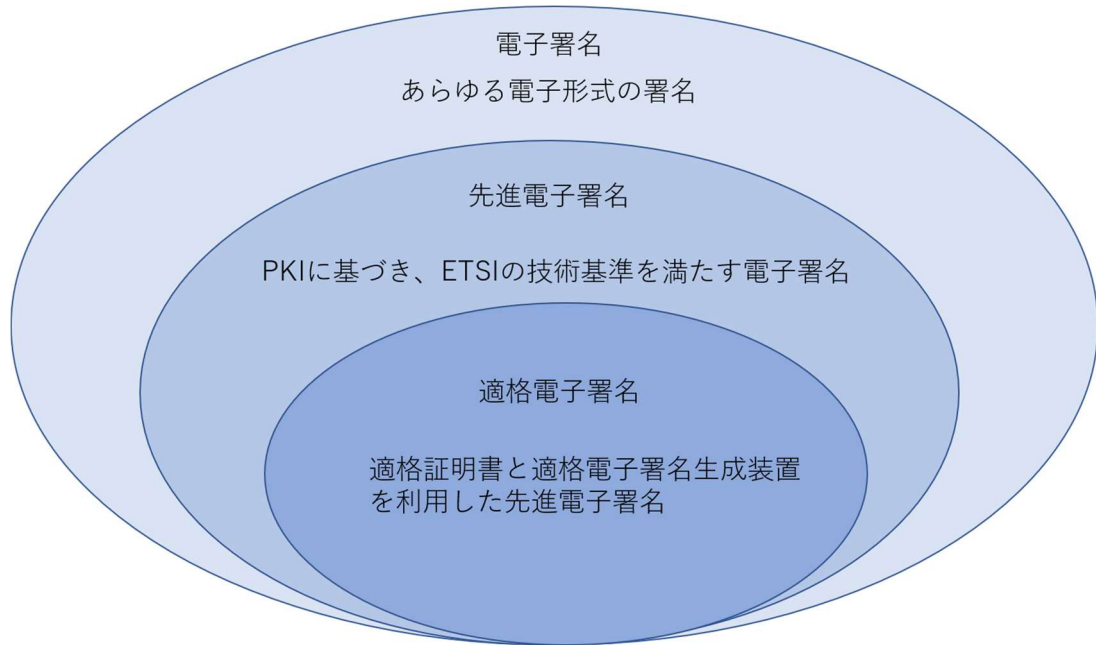 電子署名
あらゆる電子形式の署名
先進電子署名
PKIに基づき、ETSIの技術基準を満たす電子署名
適格電子署名
適格証明書と適格電子署名生成装置
を利用した先進電子署名